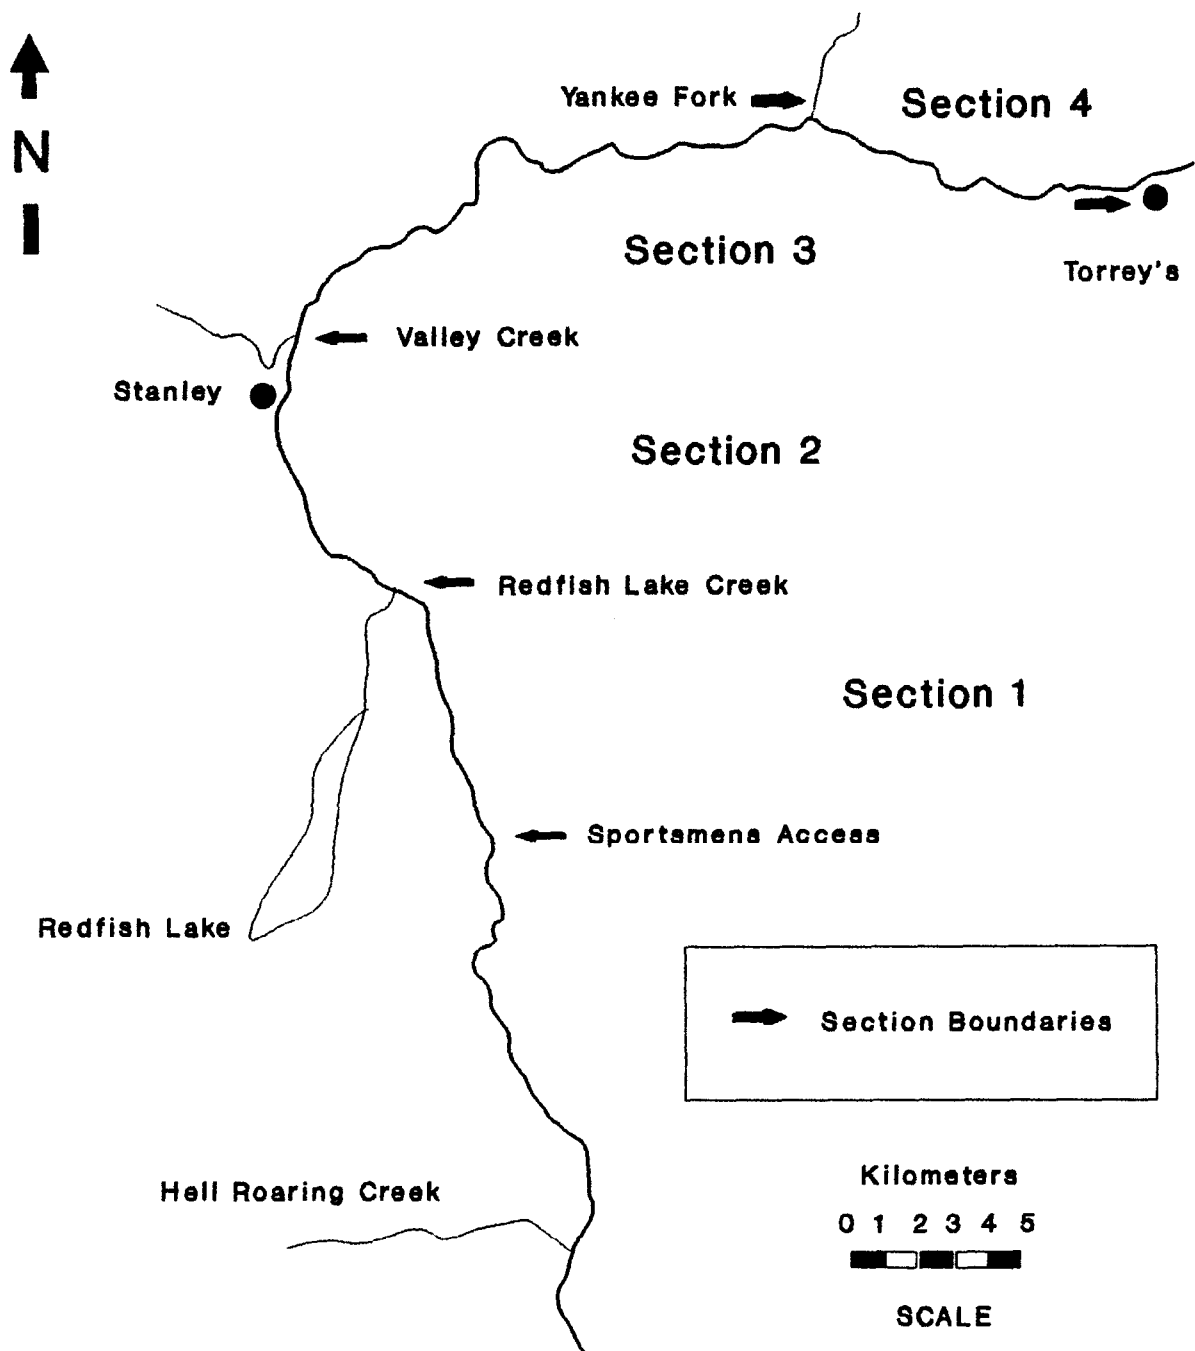 Yankee Fork
Section 4
N
Section 3
Torrey's
Valley Creek
Stanley
Section 2
Redfish Lake Creek
Section 1
Sportsmens Access
Redfish Lake
Section Boundaries
Hell Roaring Creek
Kilometers
0 1 2 3 4 5
SCALE